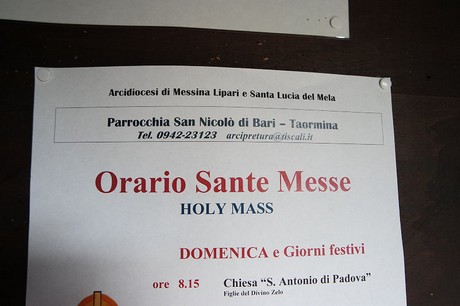 Arcidiocesi di Messina Lipari e Santa Lucia del Mela
Parrocchia San Nicolò di Bari – Taormina
Tel. 0942-23123 arcipretura@tiscali.it
Orario Sante Messe
HOLY MASS
DOMENICA e Giorni festivi
ore 8.15 Chiesa “S. Antonio di Padova”
Figlie del Divino Zelo